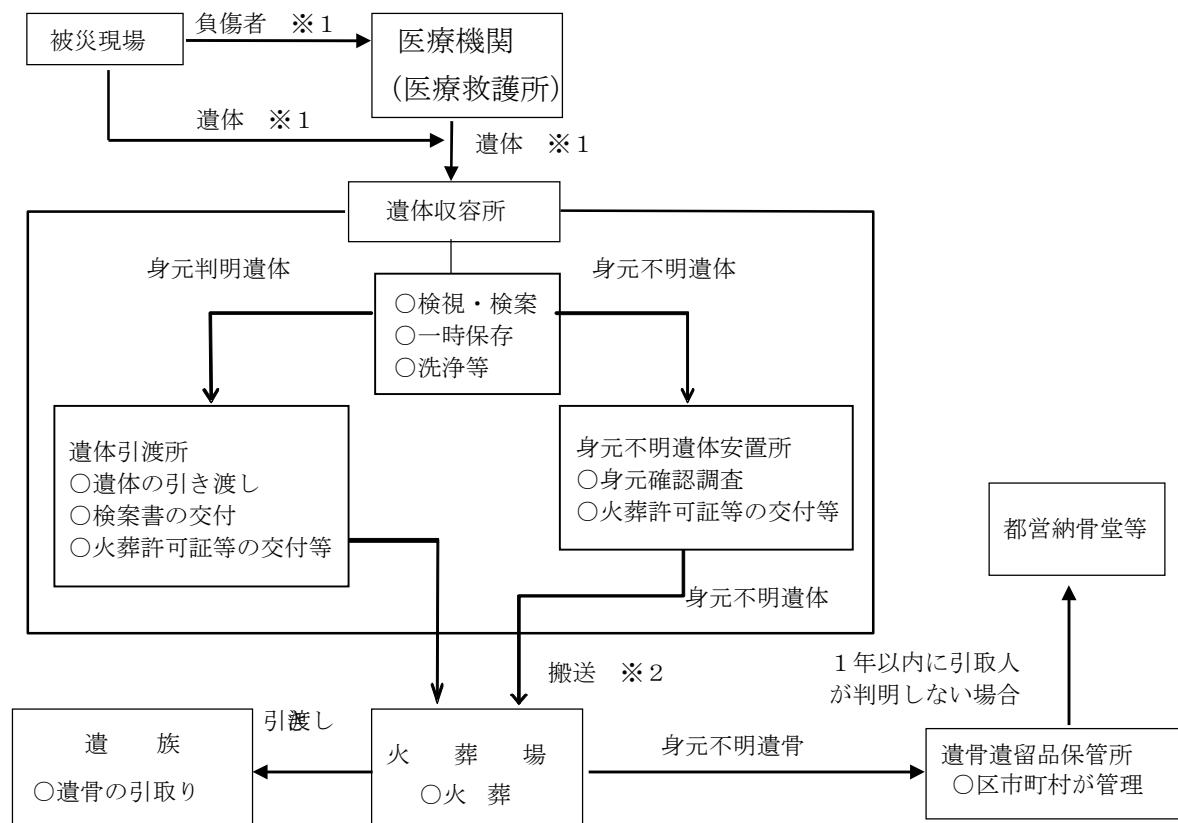 被災現場
負傷者　※１
医療機関
(医療救護所)
遺体　※１
遺体　※１
遺体収容所
身元判明遺体
身元不明遺体
○検視・検案
○一時保存
○洗浄等
遺体引渡所
○遺体の引き渡し
○検案書の交付
○火葬許可証等の交付等
身元不明遺体安置所
○身元確認調査
○火葬許可証等の交付等
都営納骨堂等
身元不明遺体
搬送　※２
１年以内に引取人
が判明しない場合
引渡し
遺　　族
○遺骨の引取り
火　葬　場
○火　葬
身元不明遺骨
遺骨遺留品保管所
○区市町村が管理